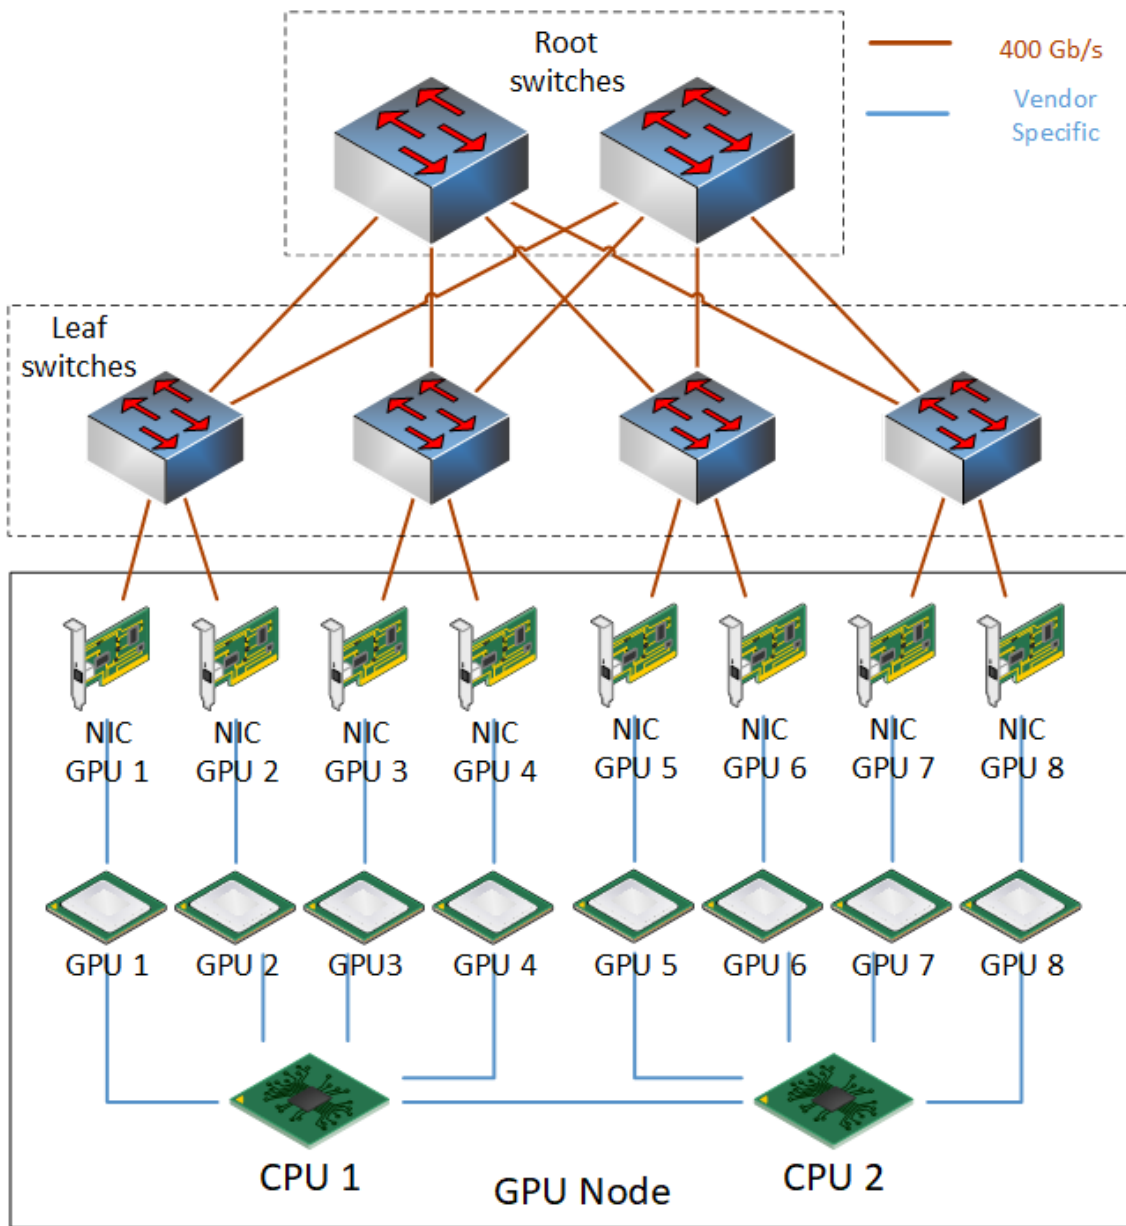 Root
switches
400 Gb/s
Vendor
Specific
Leaf
switches
NIC
GPU 1
NIC
GPU 2
NIC
GPU 3
NIC
GPU 4
NIC
GPU 5
NIC
GPU 6
NIC
GPU 7
NIC
GPU 8
GPU 1
GPU 2
GPU3
GPU 4
GPU 5
GPU 6
GPU 7
GPU 8
CPU 1
CPU 2
GPU Node